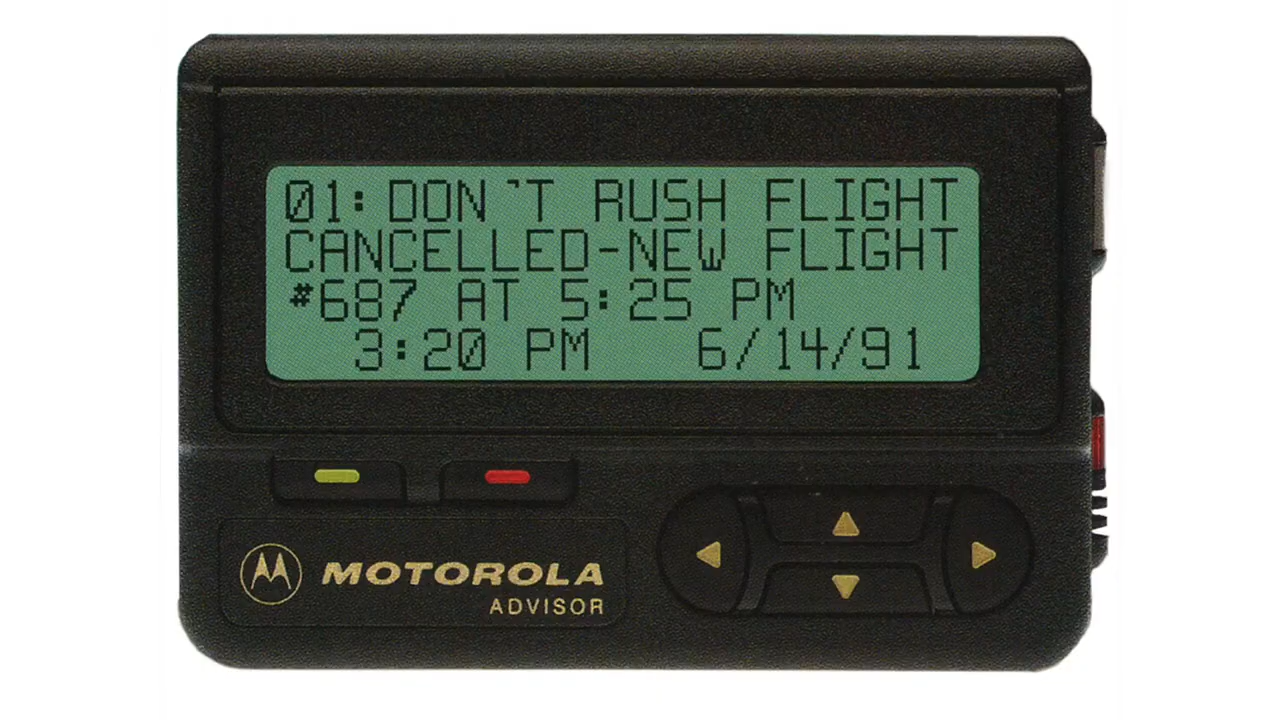 01: DON'T RUSH FLIGHT
CANCELLED-NEW FLIGHT
#687 AT 5:25 PM
3:20 PM 6/14/91
MOTOROLA
ADVISOR